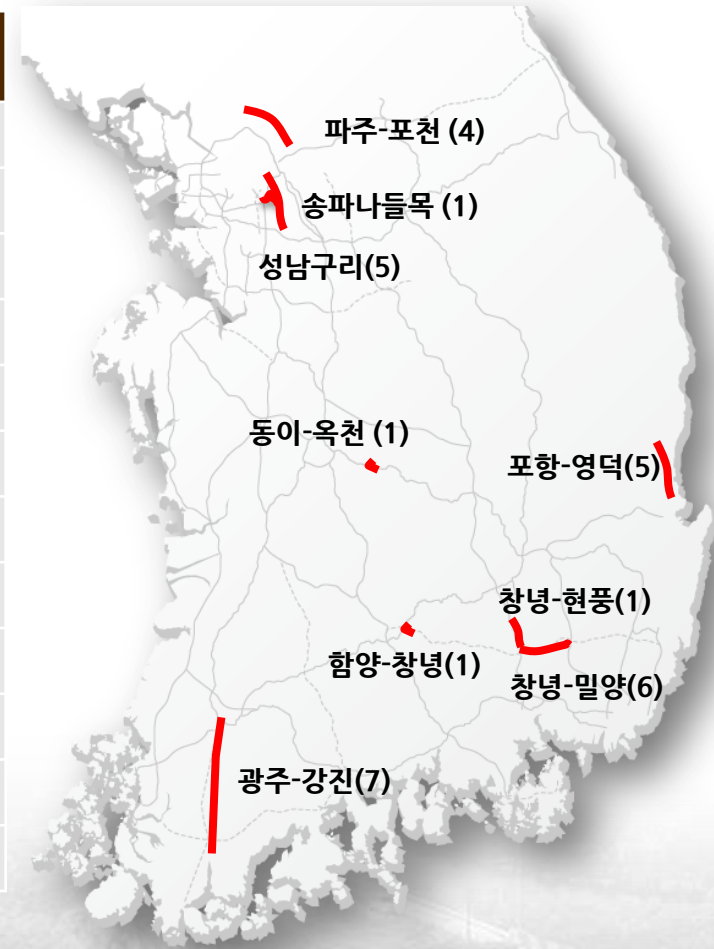 파주-포천 (4)
송파나들목 (1)
성남구리(5)
동이-옥천 (1)
포항-영덕(5)
창녕-현풍(1)
함양-창녕(1)
창녕-밀양(6)
광주-강진(7)